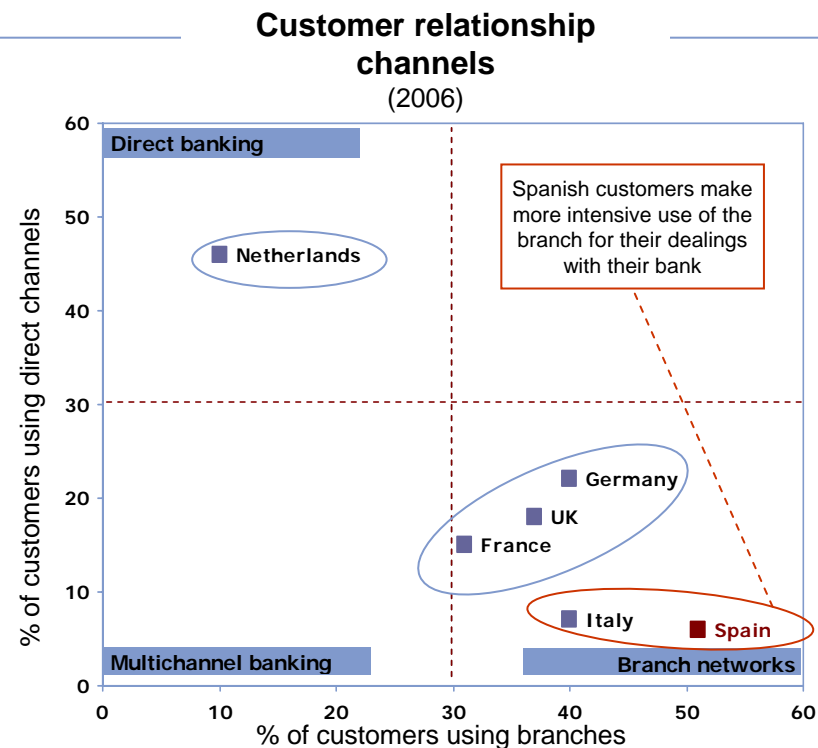 Customer relationship
channels
(2006)
% of customers using direct channels
60
50
40
30
20
10
0
Direct banking
Spanish customers make
more intensive use of the
branch for their dealings
with their bank
Netherlands
Germany
UK
France
Italy
Spain
Multichannel banking
Branch networks
0 10 20 30 40 50 60
% of customers using branches